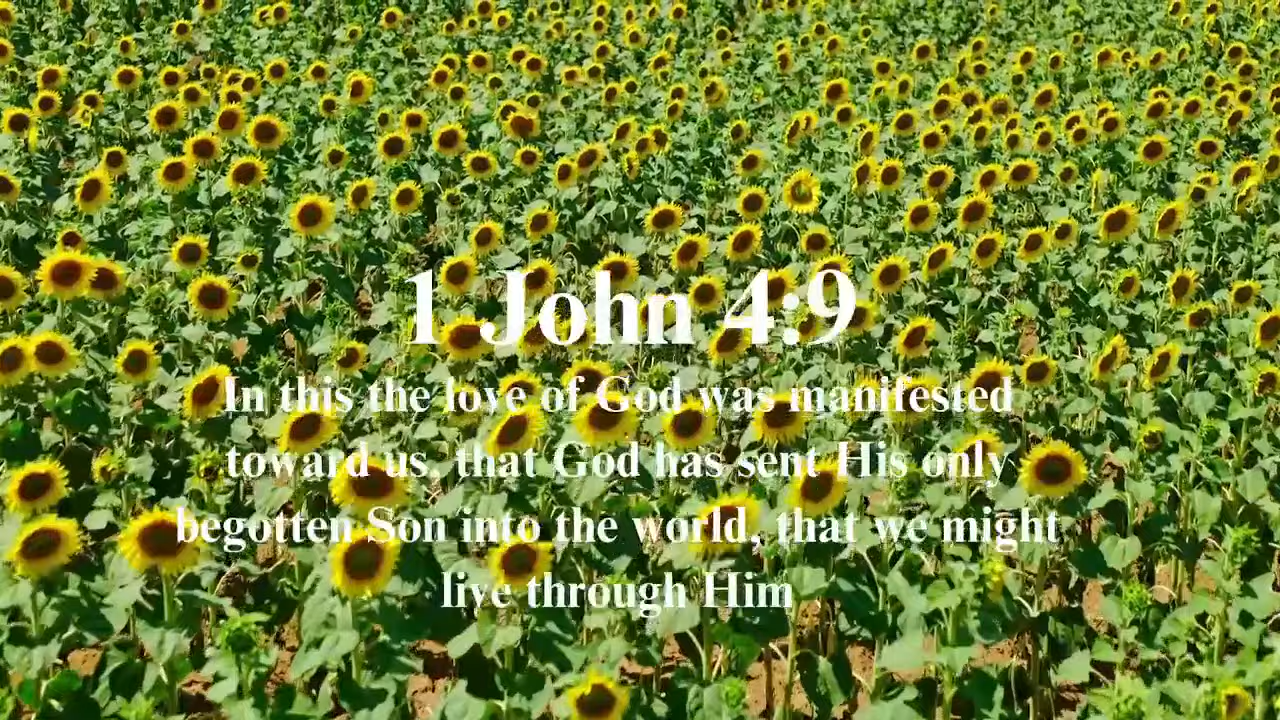 1 John 4:9
In this the love of God was manifested
toward us, that God has sent His only
begotten Son into the world, that we might
live through Him